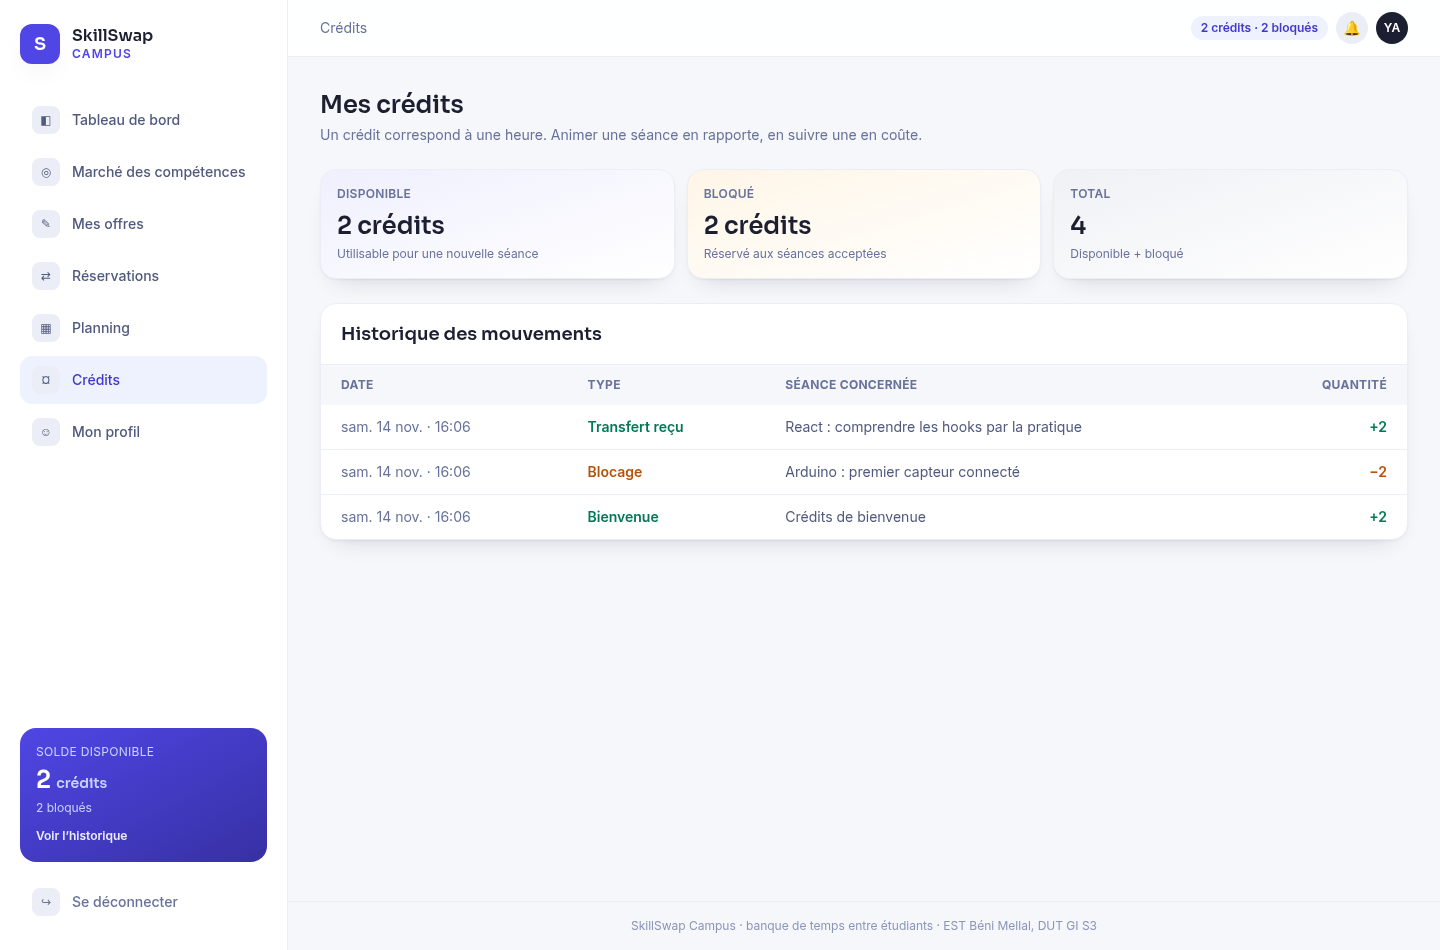 S
SkillSwap
CAMPUS
Tableau de bord
Marché des compétences
Mes offres
Réservations
Planning
Crédits
Mon profil
SOLDE DISPONIBLE
2 crédits
2 bloqués
Voir l’historique
Se déconnecter
Crédits
2 crédits · 2 bloqués
YA
Mes crédits
Un crédit correspond à une heure. Animer une séance en rapporte, en suivre une en coûte.
DISPONIBLE
2 crédits
Utilisable pour une nouvelle séance
BLOQUÉ
2 crédits
Réservé aux séances acceptées
TOTAL
4
Disponible + bloqué
Historique des mouvements
DATE TYPE SÉANCE CONCERNÉE QUANTITÉ
sam. 14 nov. · 16:06 Transfert reçu React : comprendre les hooks par la pratique +2
sam. 14 nov. · 16:06 Blocage Arduino : premier capteur connecté −2
sam. 14 nov. · 16:06 Bienvenue Crédits de bienvenue +2
SkillSwap Campus · banque de temps entre étudiants · EST Béni Mellal, DUT GI S3